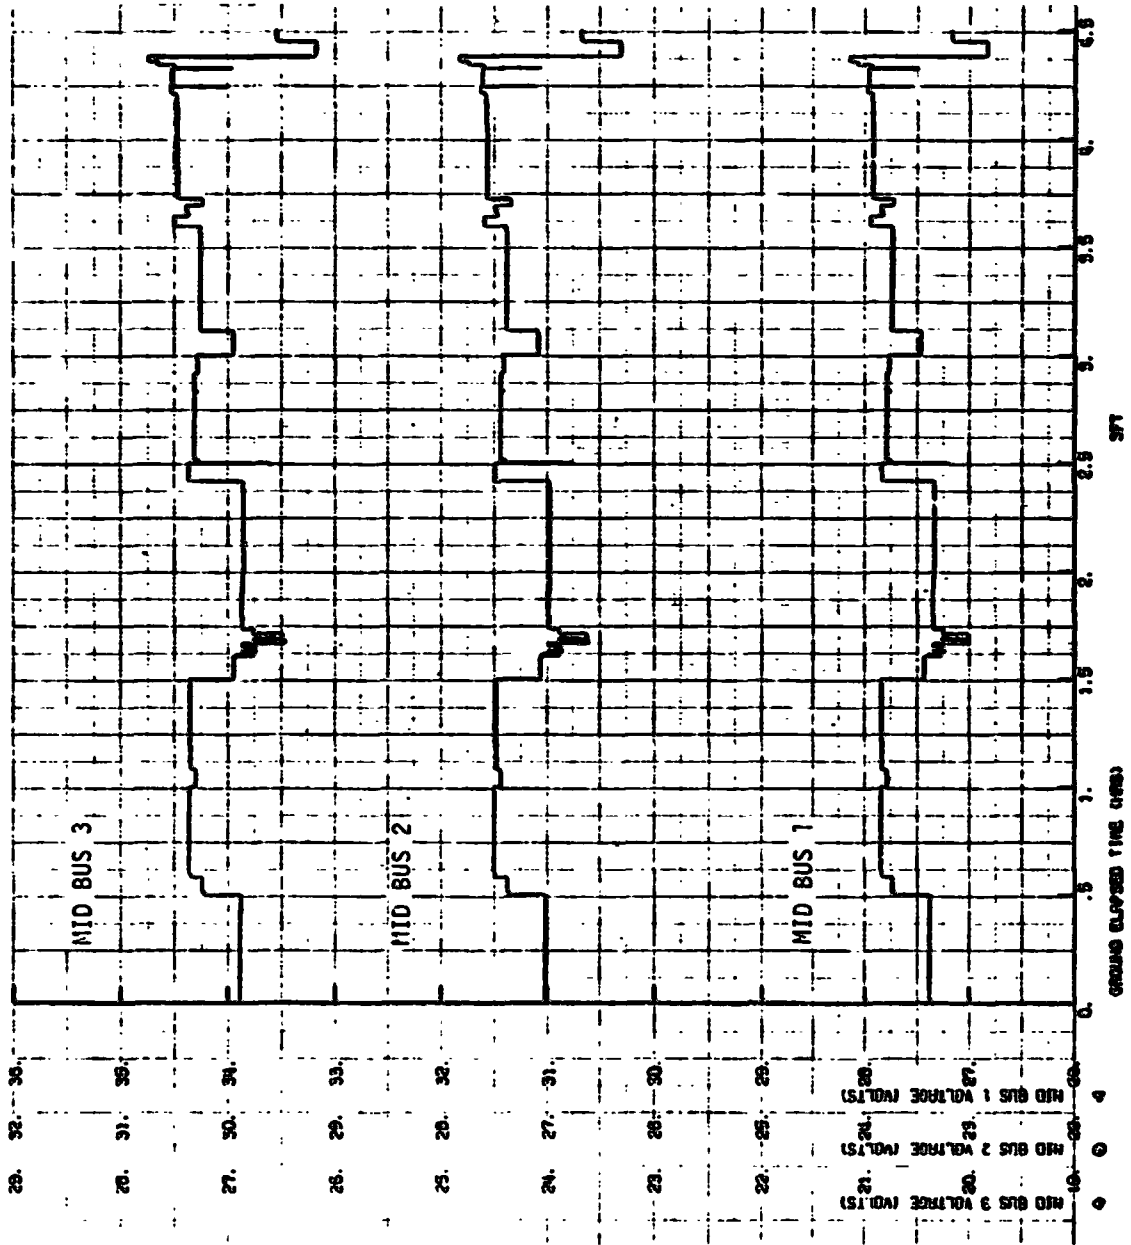 MID BUS 3
MID BUS 2
MID BUS 1
36. 35. 34. 33. 32. 31. 30. 29. 28. 27. 26.
32. 31. 30. 29. 28. 27. 26. 25. 24. 23. 22.
29. 28. 27. 26. 25. 24. 23. 22. 21. 20. 19.
MID BUS 1 VOLTAGE (VOLTS)
MID BUS 2 VOLTAGE (VOLTS)
MID BUS 3 VOLTAGE (VOLTS)
0. .5 1. 1.5 2. 2.5 3. 3.5 4. 4.5
GROUND ELAPSED TIME (HRS)